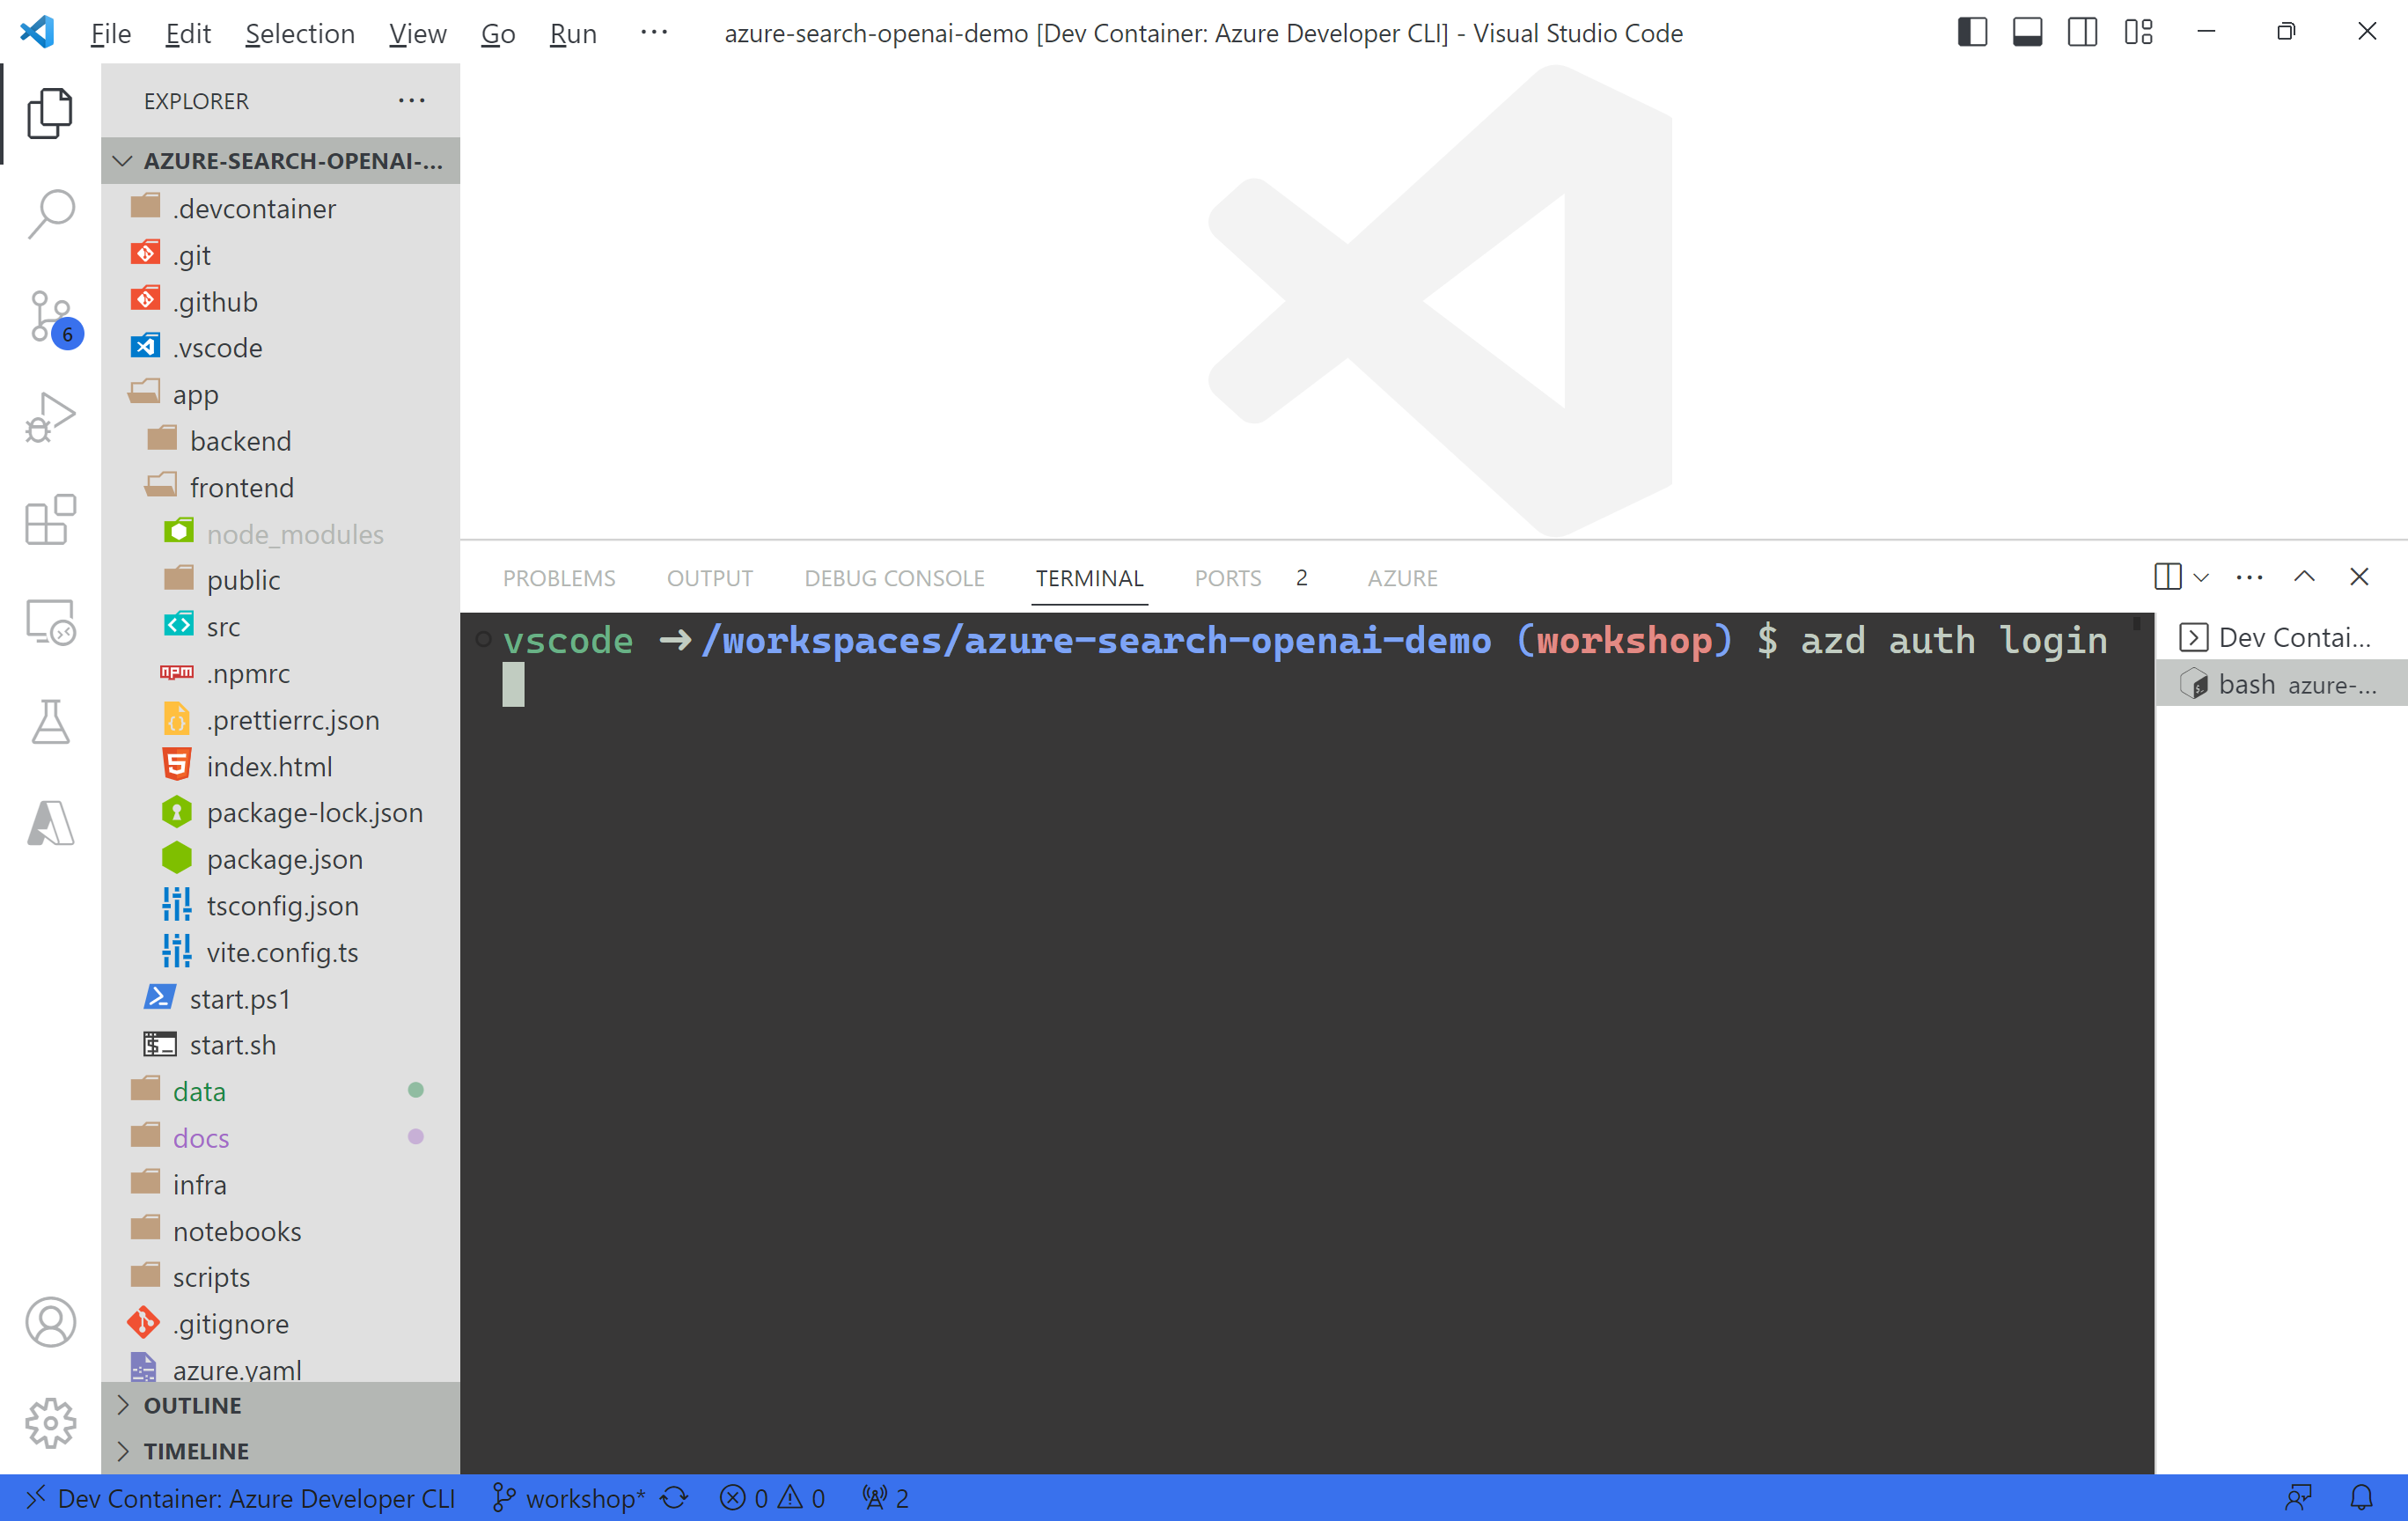 File Edit Selection View Go Run ··· azure-search-openai-demo [Dev Container: Azure Developer CLI] - Visual Studio Code
EXPLORER ···
AZURE-SEARCH-OPENAI-...
.devcontainer
.git
.github
.vscode
app
backend
frontend
node_modules
public
src
.npmrc
.prettierrc.json
index.html
package-lock.json
package.json
tsconfig.json
vite.config.ts
start.ps1
start.sh
data
docs
infra
notebooks
scripts
.gitignore
azure.yaml
OUTLINE
TIMELINE
6
PROBLEMS OUTPUT DEBUG CONSOLE TERMINAL PORTS 2 AZURE
vscode ➜ /workspaces/azure-search-openai-demo (workshop) $ azd auth login
Dev Contai...
bash azure-...
Dev Container: Azure Developer CLI workshop* 0 0 2